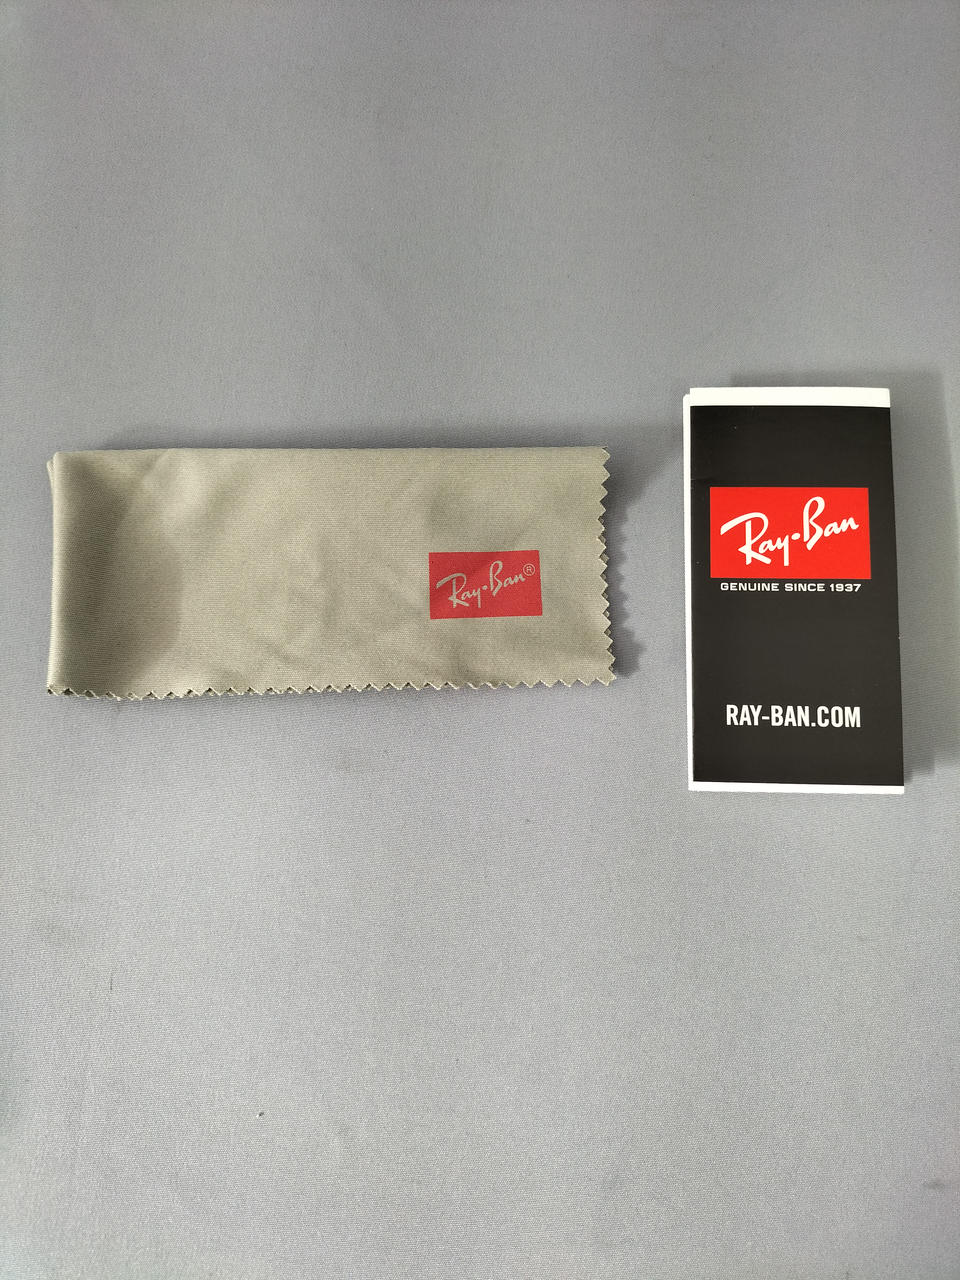 Ray-Ban®
Ray-Ban
GENUINE SINCE 1937
RAY-BAN.COM